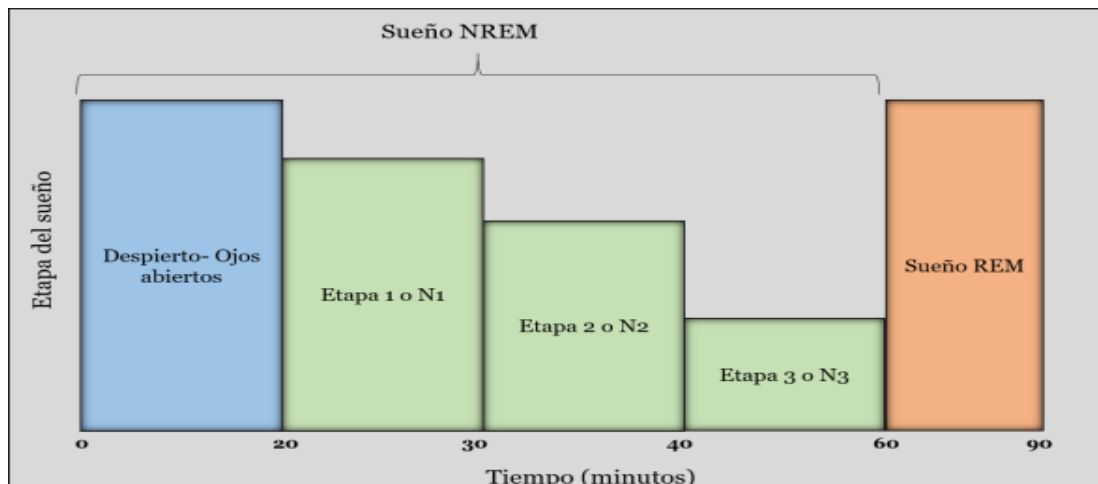 Sueño NREM
Etapa del sueño
Despierto- Ojos
abiertos
Etapa 1 o N1
Etapa 2 o N2
Etapa 3 o N3
Sueño REM
0 20 30 40 60 90
Tiempo (minutos)